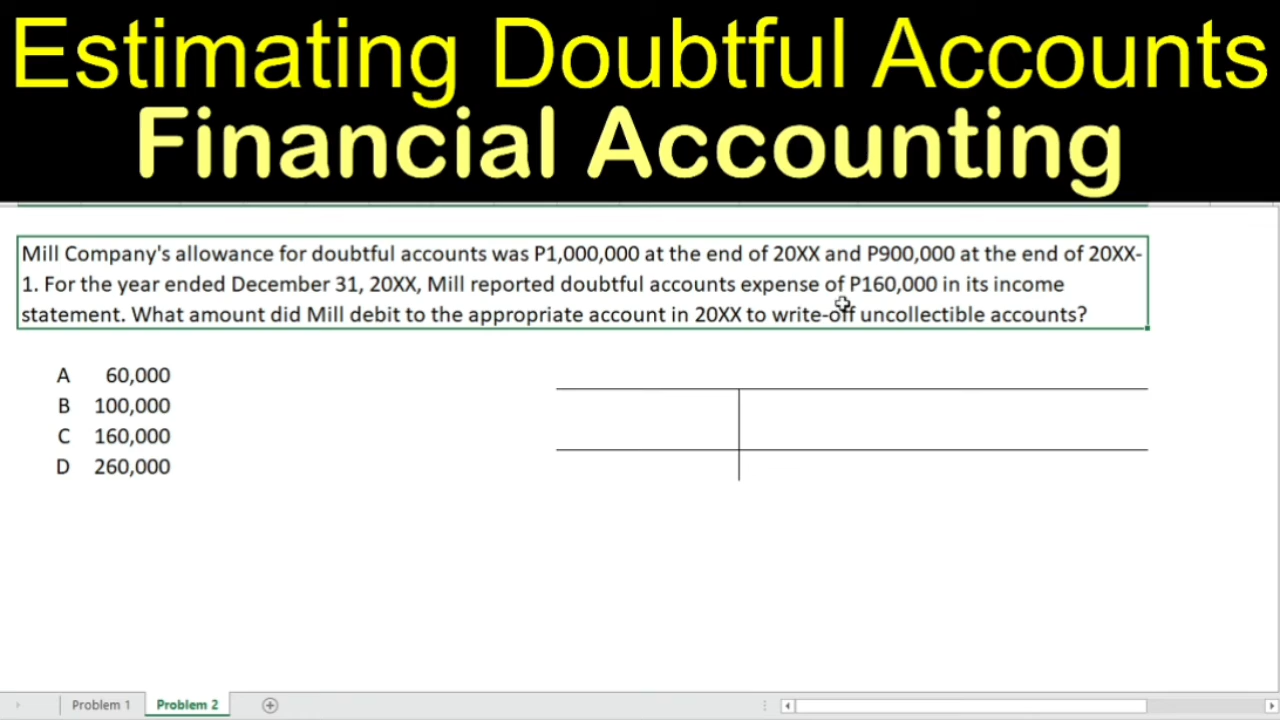 Estimating Doubtful Accounts
Financial Accounting
Mill Company's allowance for doubtful accounts was P1,000,000 at the end of 20XX and P900,000 at the end of 20XX-
1. For the year ended December 31, 20XX, Mill reported doubtful accounts expense of P160,000 in its income
statement. What amount did Mill debit to the appropriate account in 20XX to write-off uncollectible accounts?
A 60,000
B 100,000
C 160,000
D 260,000
Problem 1 Problem 2